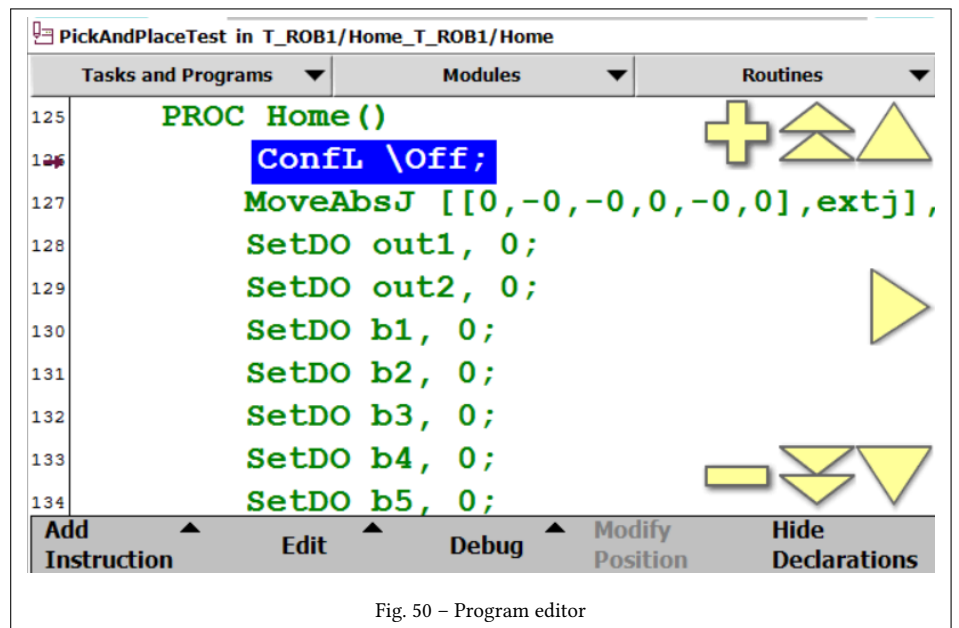 PickAndPlaceTest in T_ROB1/Home_T_ROB1/Home
Tasks and Programs Modules Routines
125 PROC Home()
126 ConfL \Off;
127 MoveAbsJ [[0,-0,-0,0,-0,0],extj],
128 SetDO out1, 0;
129 SetDO out2, 0;
130 SetDO b1, 0;
131 SetDO b2, 0;
132 SetDO b3, 0;
133 SetDO b4, 0;
134 SetDO b5, 0;
Add Instruction Edit Debug Modify Position Hide Declarations
Fig. 50 – Program editor